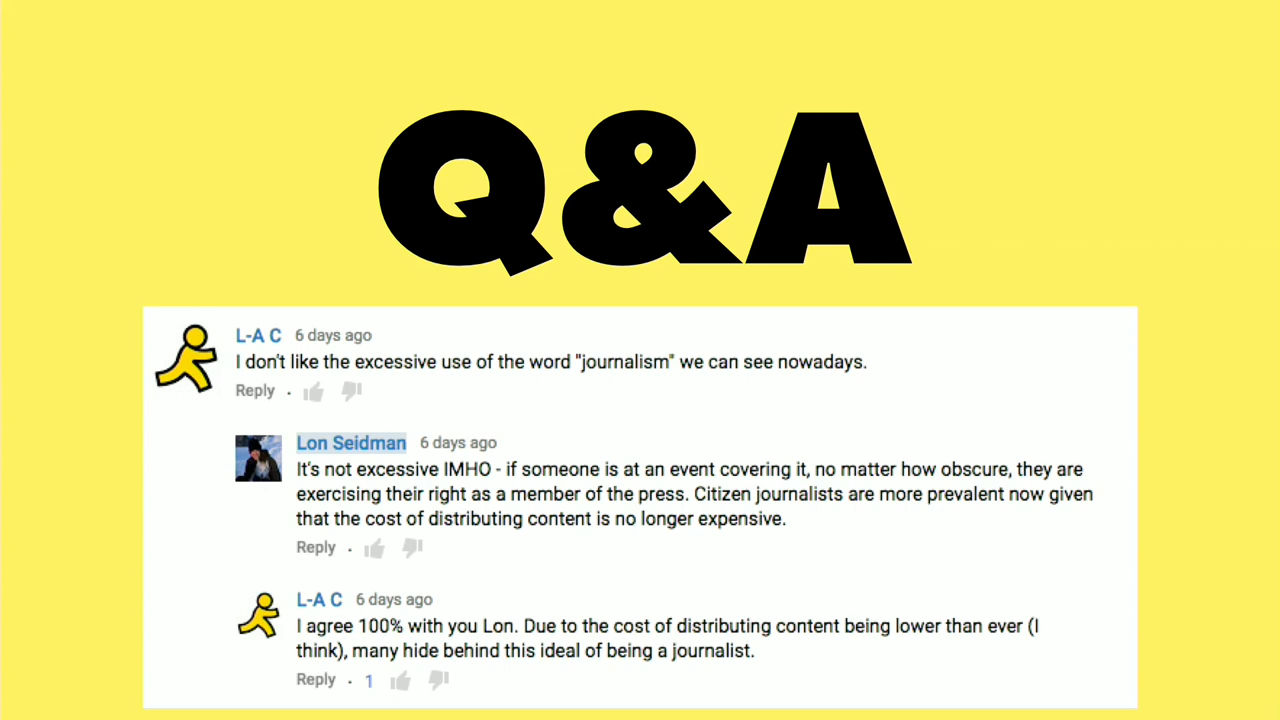 Q&A
L-A C 6 days ago
I don't like the excessive use of the word "journalism" we can see nowadays.
Reply .
Lon Seidman 6 days ago
It's not excessive IMHO - if someone is at an event covering it, no matter how obscure, they are
exercising their right as a member of the press. Citizen journalists are more prevalent now given
that the cost of distributing content is no longer expensive.
Reply .
L-A C 6 days ago
I agree 100% with you Lon. Due to the cost of distributing content being lower than ever (I
think), many hide behind this ideal of being a journalist.
Reply . 1